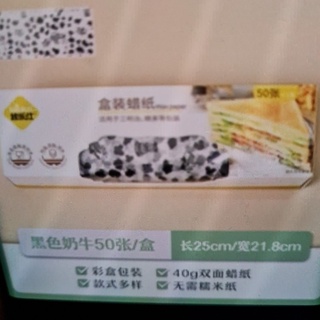 展艺
盒装蜡纸
50张
黑色奶牛50张/盒
长25cm/宽21.8cm
彩盒包装
40g双面蜡纸
款式多样
无需糯米纸